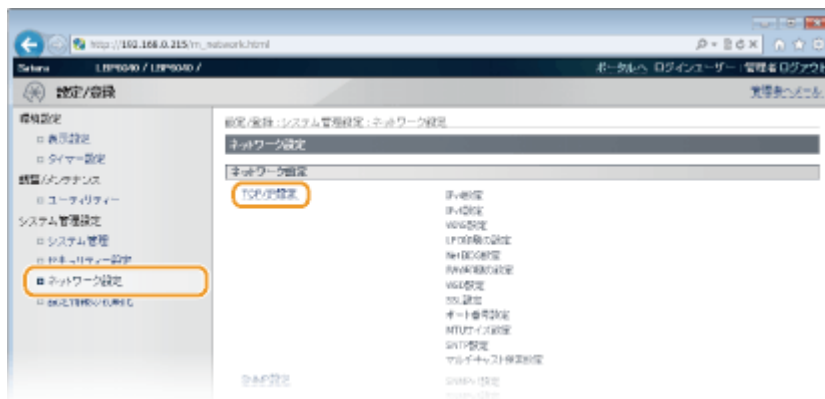 http://192.168.0.215/m_network.html
Satera LBP6040 / LBP6040 / ポータルへ ログインユーザー：管理者 ログアウト
設定/登録 管理者へメール
環境設定
表示設定
タイマー設定
調整/メンテナンス
ユーティリティー
システム管理設定
システム管理
セキュリティー設定
ネットワーク設定
設定情報の初期化
設定/登録 : システム管理設定 : ネットワーク設定
ネットワーク設定
ネットワーク設定
TCP/IP設定
IPv4設定
IPv6設定
WINS設定
LPD印刷の設定
RAW印刷の設定
WSD設定
SSL設定
ポート番号設定
MTUサイズ設定
SNTP設定
マルチキャスト探索設定
SNMP設定
SNMPv1設定